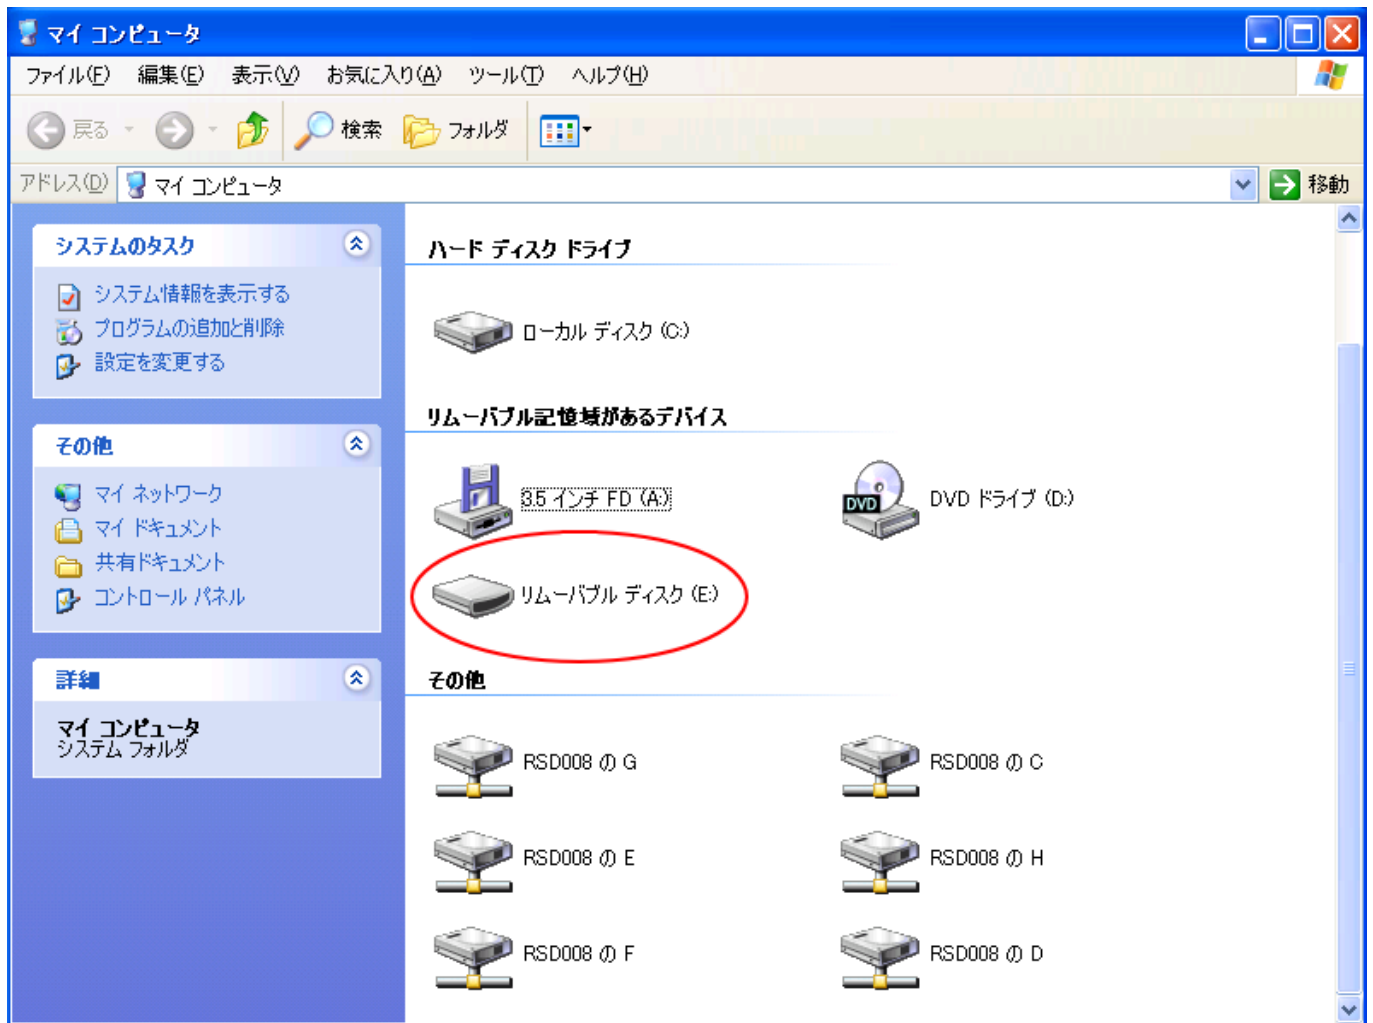 マイ コンピュータ
ファイル(F) 編集(E) 表示(V) お気に入り(A) ツール(T) ヘルプ(H)
戻る 検索 フォルダ
アドレス(D) マイ コンピュータ 移動
システムのタスク
システム情報を表示する
プログラムの追加と削除
設定を変更する
その他
マイ ネットワーク
マイ ドキュメント
共有ドキュメント
コントロール パネル
詳細
マイ コンピュータ
システム フォルダ
ハード ディスク ドライブ
ローカル ディスク (C:)
リムーバブル記憶域があるデバイス
3.5 インチ FD (A:) DVD ドライブ (D:)
DVD
リムーバブル ディスク (E:)
その他
RSD008 の G RSD008 の C
RSD008 の E RSD008 の H
RSD008 の F RSD008 の D